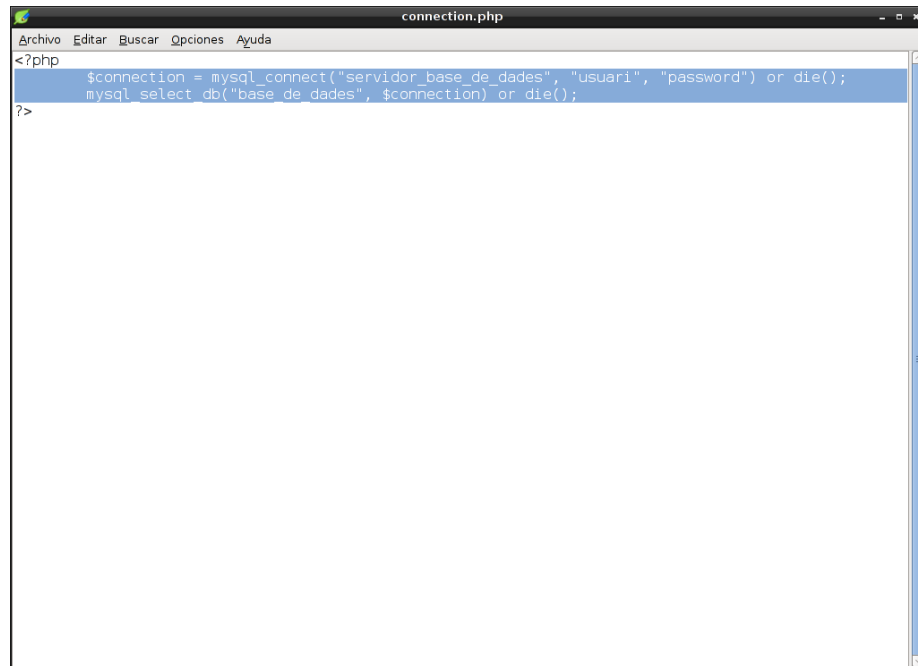 connection.php
Archivo Editar Buscar Opciones Ayuda
<?php
$connection = mysql_connect("servidor_base_de_dades", "usuari", "password") or die();
mysql_select_db("base_de_dades", $connection) or die();
?>